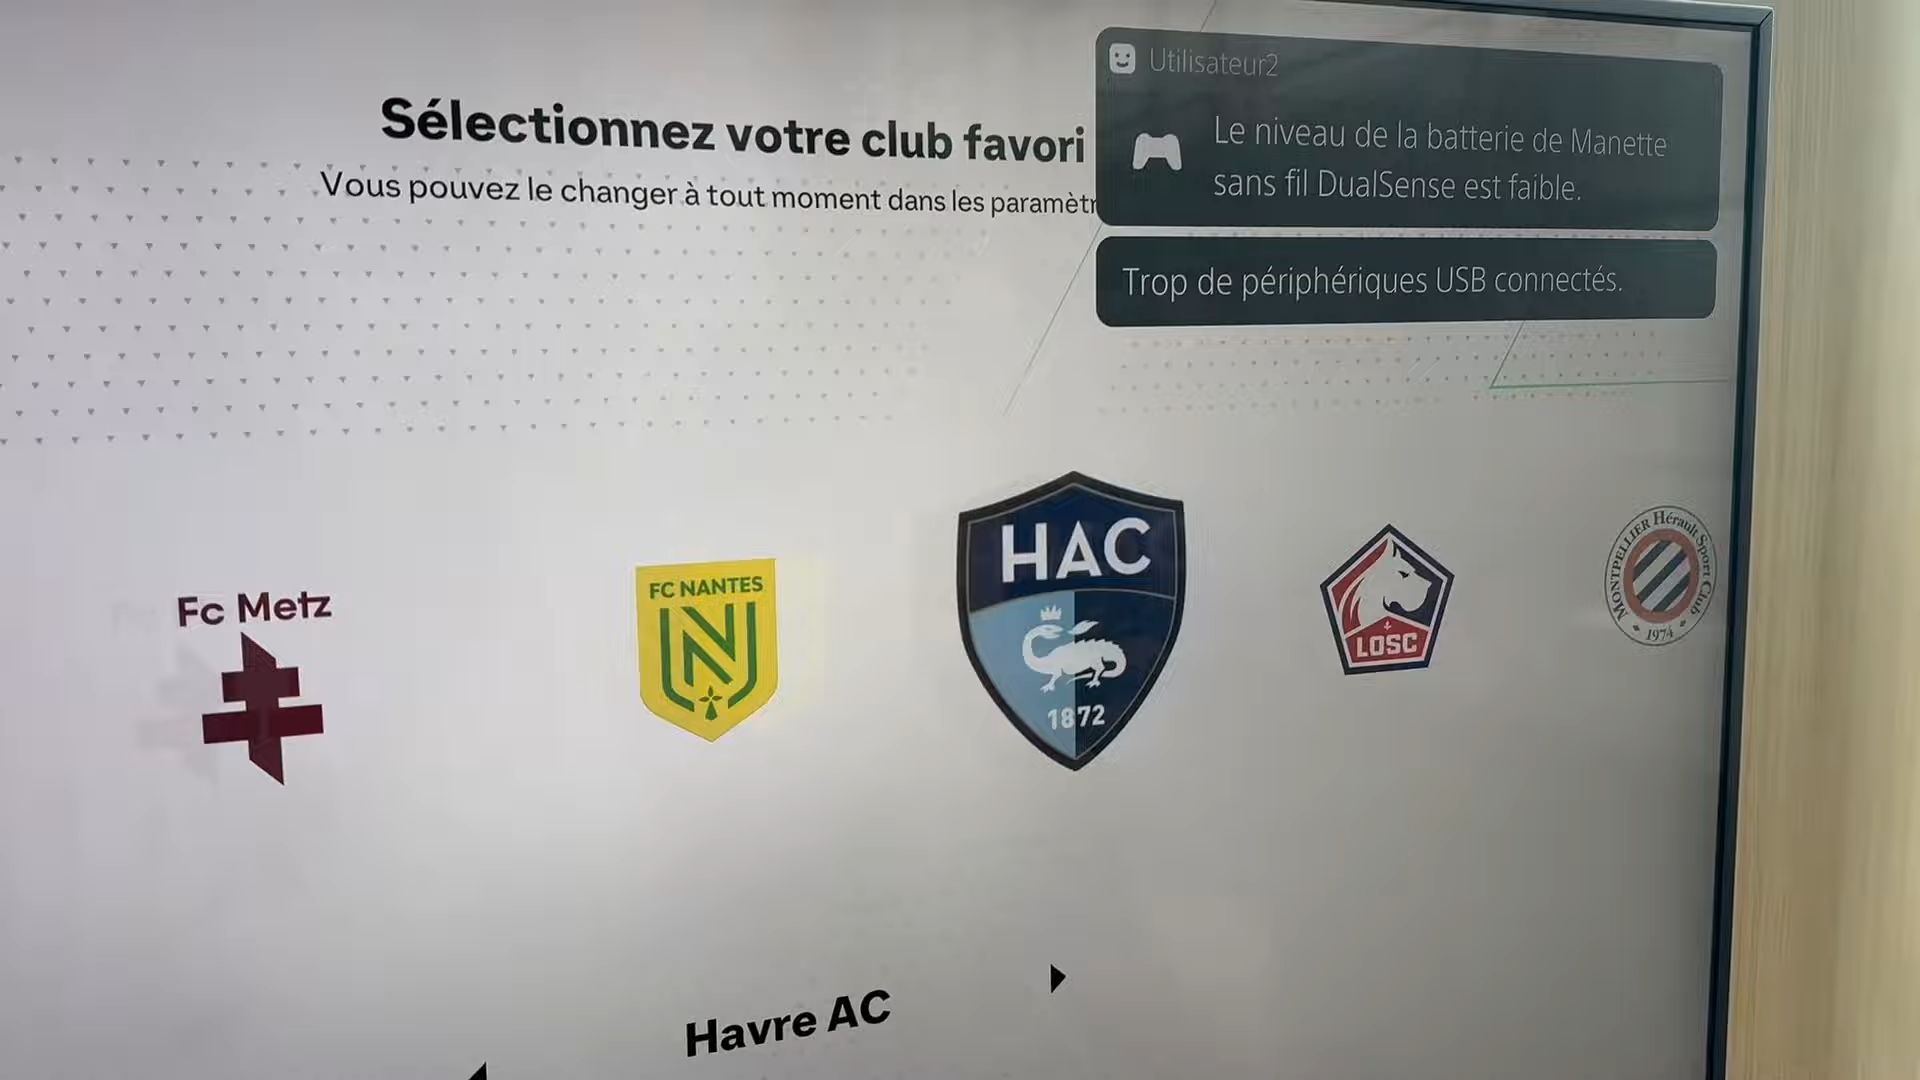 Utilisateur2
Le niveau de la batterie de Manette
sans fil DualSense est faible.
Trop de périphériques USB connectés.
Sélectionnez votre club favori
Vous pouvez le changer à tout moment dans les paramètr
Fc Metz
FC NANTES
HAC
1872
LOSC
MONTPELLIER Hérault Sport Club
1974
Havre AC